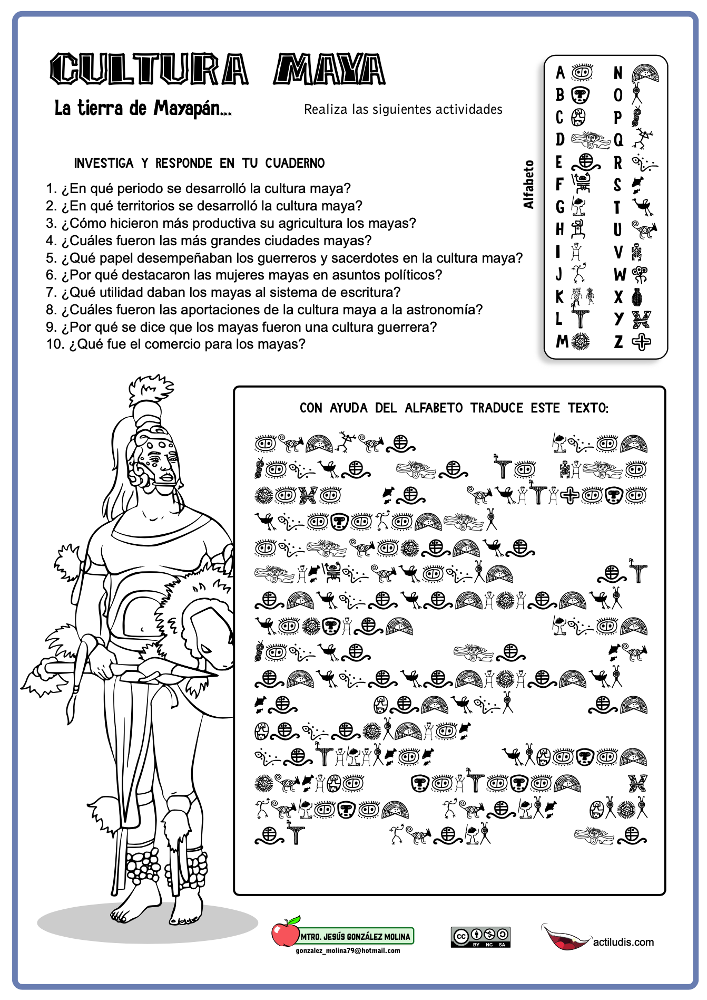 CULTURA MAYA
La tierra de Mayapán...
Realiza las siguientes actividades
INVESTIGA Y RESPONDE EN TU CUADERNO
1. ¿En qué periodo se desarrolló la cultura maya?
2. ¿En qué territorios se desarrolló la cultura maya?
3. ¿Cómo hicieron más productiva su agricultura los mayas?
4. ¿Cuáles fueron las más grandes ciudades mayas?
5. ¿Qué papel desempeñaban los guerreros y sacerdotes en la cultura maya?
6. ¿Por qué destacaron las mujeres mayas en asuntos políticos?
7. ¿Qué utilidad daban los mayas al sistema de escritura?
8. ¿Cuáles fueron las aportaciones de la cultura maya a la astronomía?
9. ¿Por qué se dice que los mayas fueron una cultura guerrera?
10. ¿Qué fue el comercio para los mayas?
Alfabeto
A N
B O
C P
D Q
E R
F S
G T
H U
I V
J W
K X
L Y
M Z
CON AYUDA DEL ALFABETO TRADUCE ESTE TEXTO:
MTRO. JESÚS GONZÁLEZ MOLINA
gonzalez_molina79@hotmail.com
cc
BY NC SA
actiludis.com